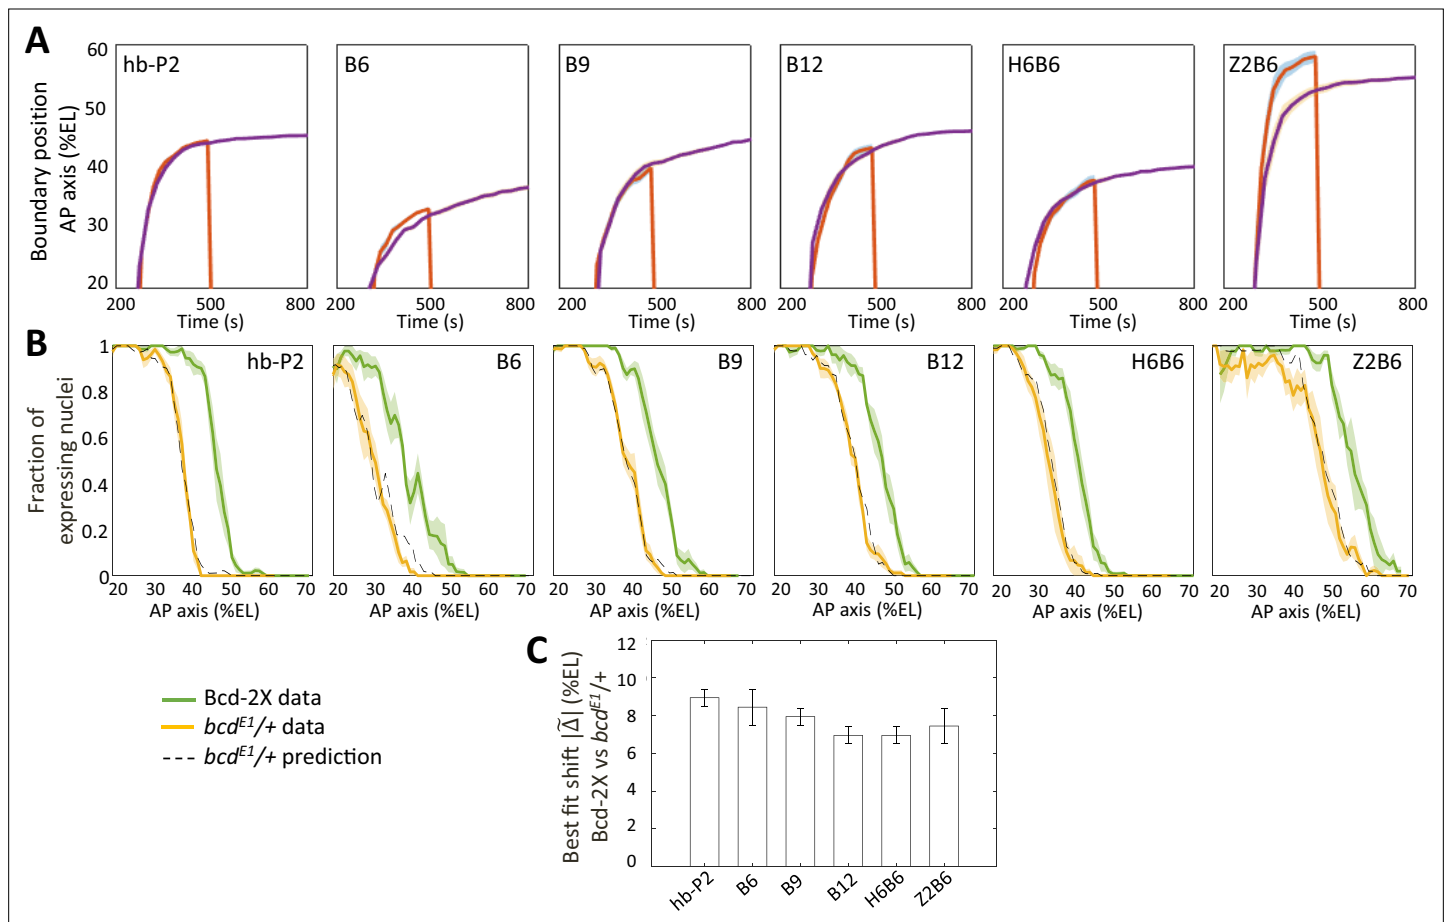 A
60
50
40
30
20
Boundary position
AP axis (%EL)
hb-P2
B6
B9
B12
H6B6
Z2B6
200 500 800
200 500 800
200 500 800
200 500 800
200 500 800
200 500 800
Time (s)
Time (s)
Time (s)
Time (s)
Time (s)
Time (s)
B
1
0.8
0.6
0.4
0.2
0
Fraction of
expressing nuclei
hb-P2
B6
B9
B12
H6B6
Z2B6
20 30 40 50 60 70
20 30 40 50 60 70
20 30 40 50 60 70
20 30 40 50 60 70
20 30 40 50 60 70
20 30 40 50 60 70
AP axis (%EL)
AP axis (%EL)
AP axis (%EL)
AP axis (%EL)
AP axis (%EL)
AP axis (%EL)
Bcd-2X data
bcd^E1/+ data
bcd^E1/+ prediction
C
12
10
8
6
4
2
0
Best fit shift |Δ̃| (%EL)
Bcd-2X vs bcd^E1/+
hb-P2
B6
B9
B12
H6B6
Z2B6